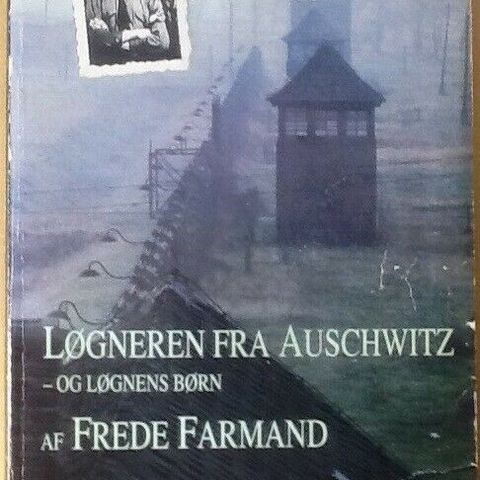 LØGNEREN FRA AUSCHWITZ
– OG LØGNENS BØRN
AF FREDE FARMAND